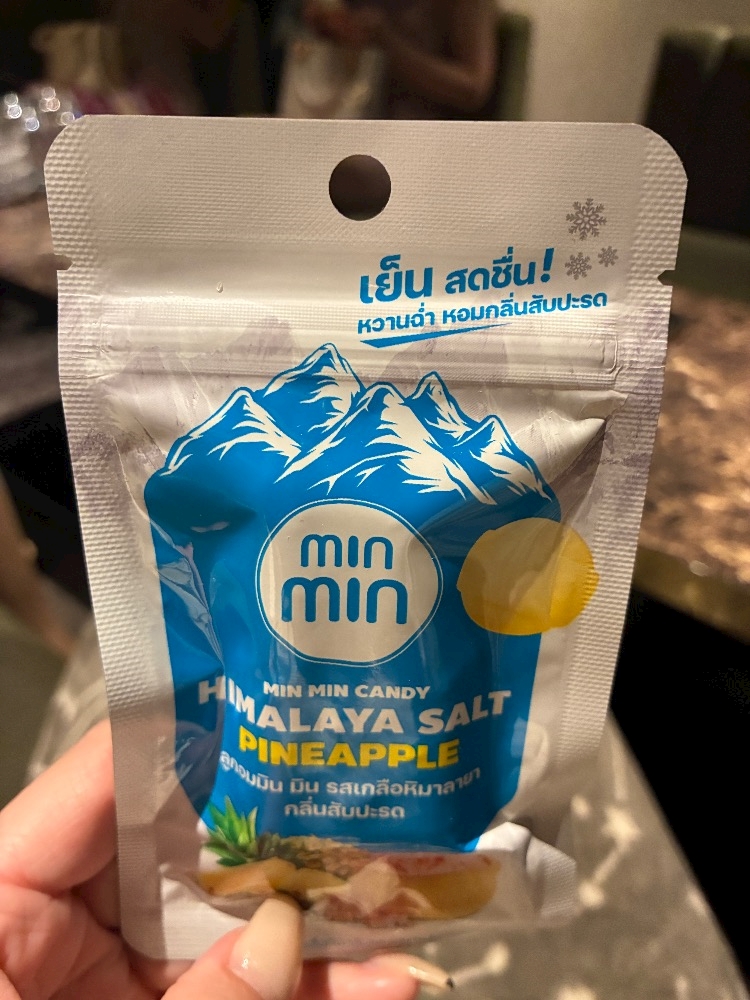 เย็น สดชื่น!
หวานฉ่ำ หอมกลิ่นสับปะรด
min
min
MIN MIN CANDY
HIMALAYA SALT
PINEAPPLE
ลูกอมมิน มิน รสเกลือหิมาลายา
กลิ่นสับปะรด